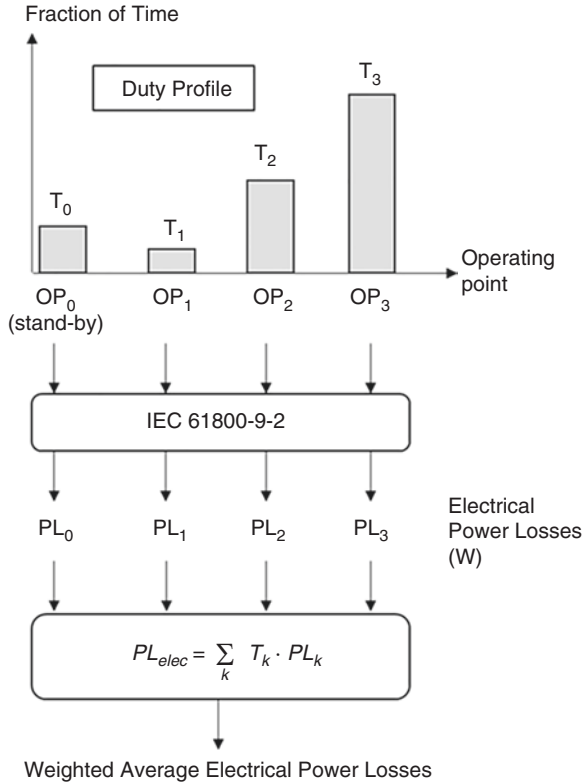 Fraction of Time
Duty Profile
T3
T2
T0
T1
Operating
point
OP0
(stand-by)
OP1
OP2
OP3
IEC 61800-9-2
PL0
PL1
PL2
PL3
Electrical
Power Losses
(W)
PLelec = ∑k Tk · PLk
Weighted Average Electrical Power Losses